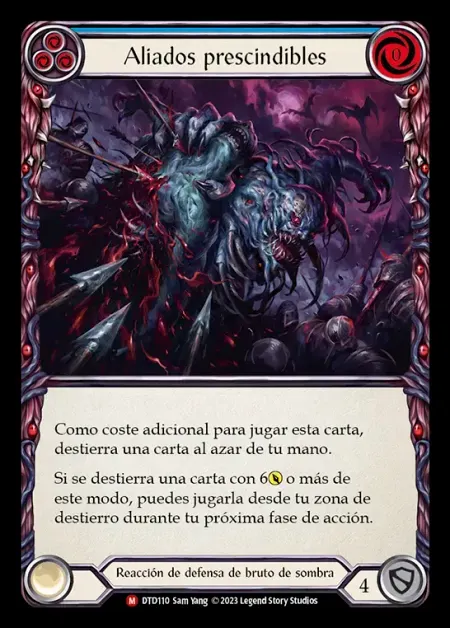 Aliados prescindibles
0
Como coste adicional para jugar esta carta,
destierra una carta al azar de tu mano.
Si se destierra una carta con 6 o más de
este modo, puedes jugarla desde tu zona de
destierro durante tu próxima fase de acción.
Reacción de defensa de bruto de sombra
4
M DTD110 Sam Yang ©2023 Legend Story Studios